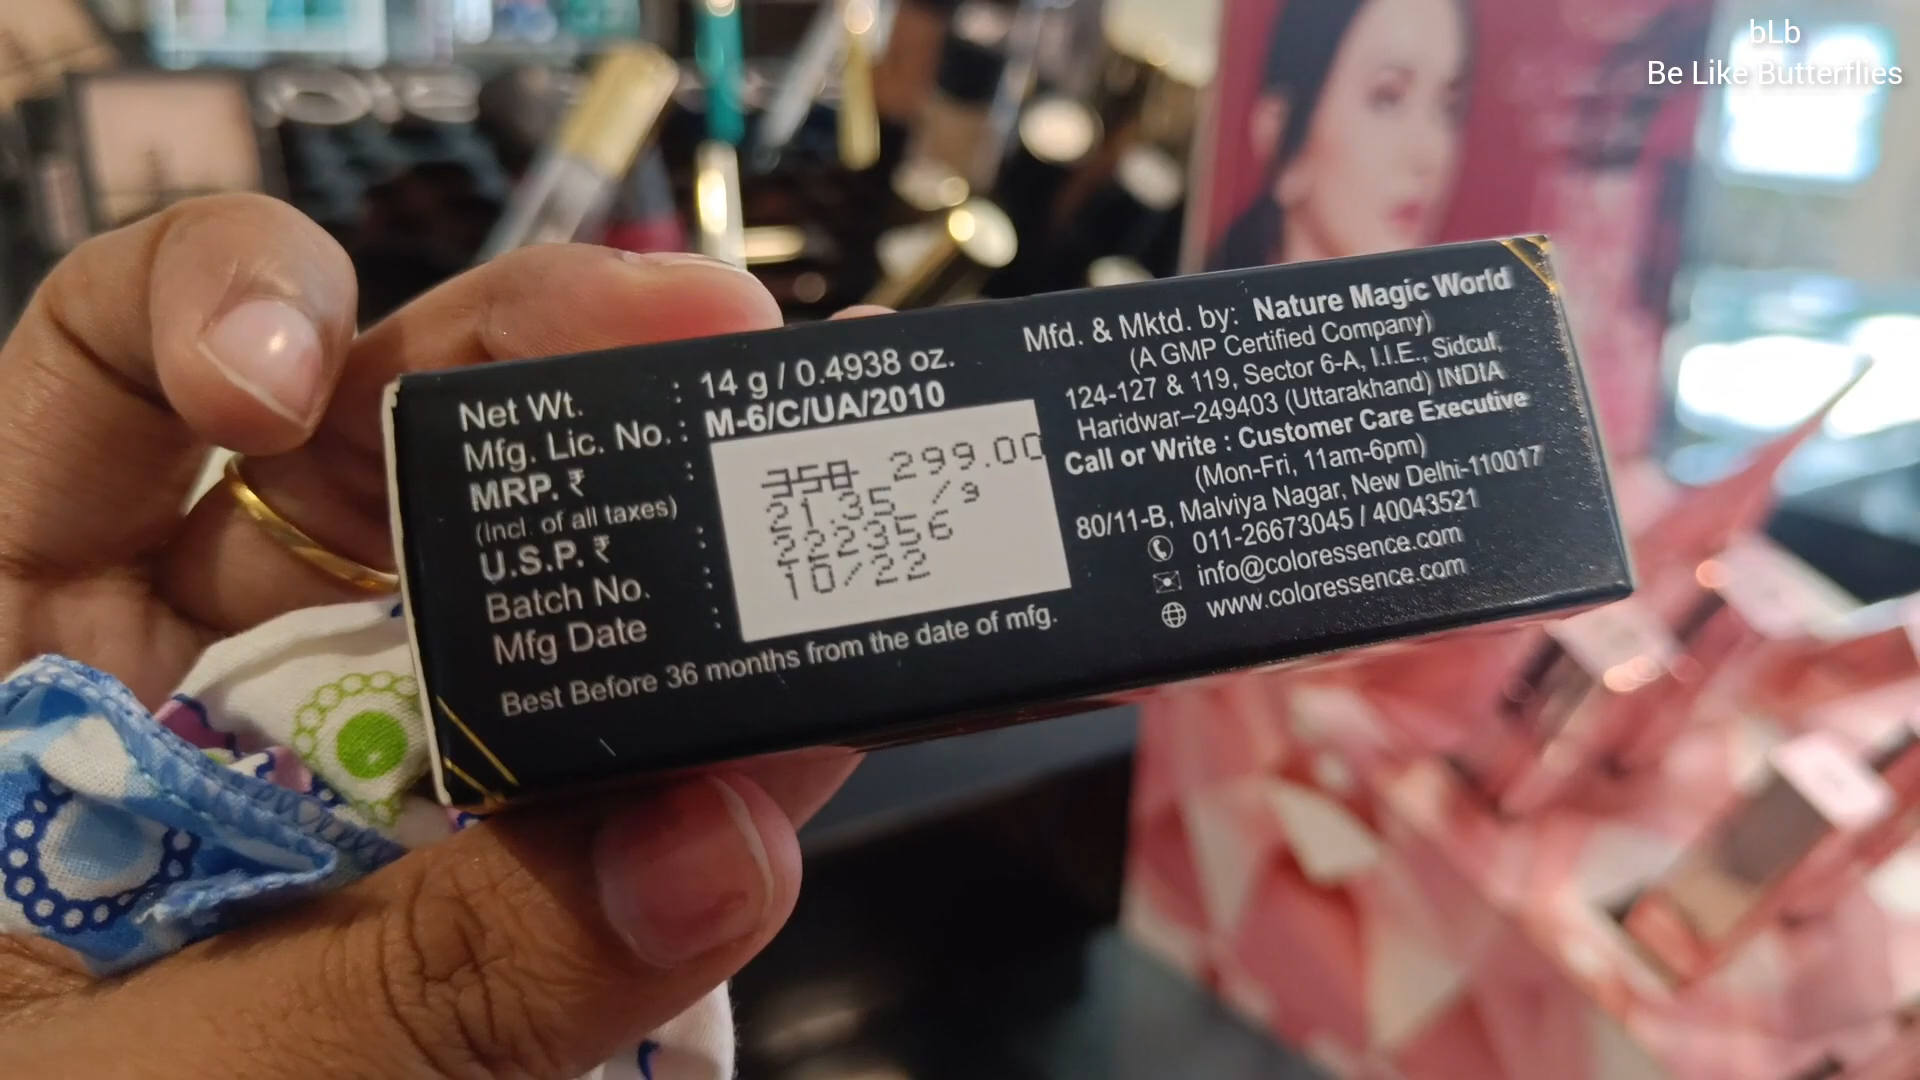 bLb
Be Like Butterflies
Net Wt. : 14 g / 0.4938 oz.
Mfg. Lic. No. : M-6/C/UA/2010
MRP. ₹ : 358 299.00
(Incl. of all taxes)
U.S.P. ₹ : 21.35 /g
Batch No. : 222356
Mfg Date : 10/22
Best Before 36 months from the date of mfg.
Mfd. & Mktd. by: Nature Magic World
(A GMP Certified Company)
124-127 & 119, Sector 6-A, I.I.E., Sidcul,
Haridwar–249403 (Uttarakhand) INDIA
Call or Write : Customer Care Executive
(Mon-Fri, 11am-6pm)
80/11-B, Malviya Nagar, New Delhi-110017
011-26673045 / 40043521
info@coloressence.com
www.coloressence.com